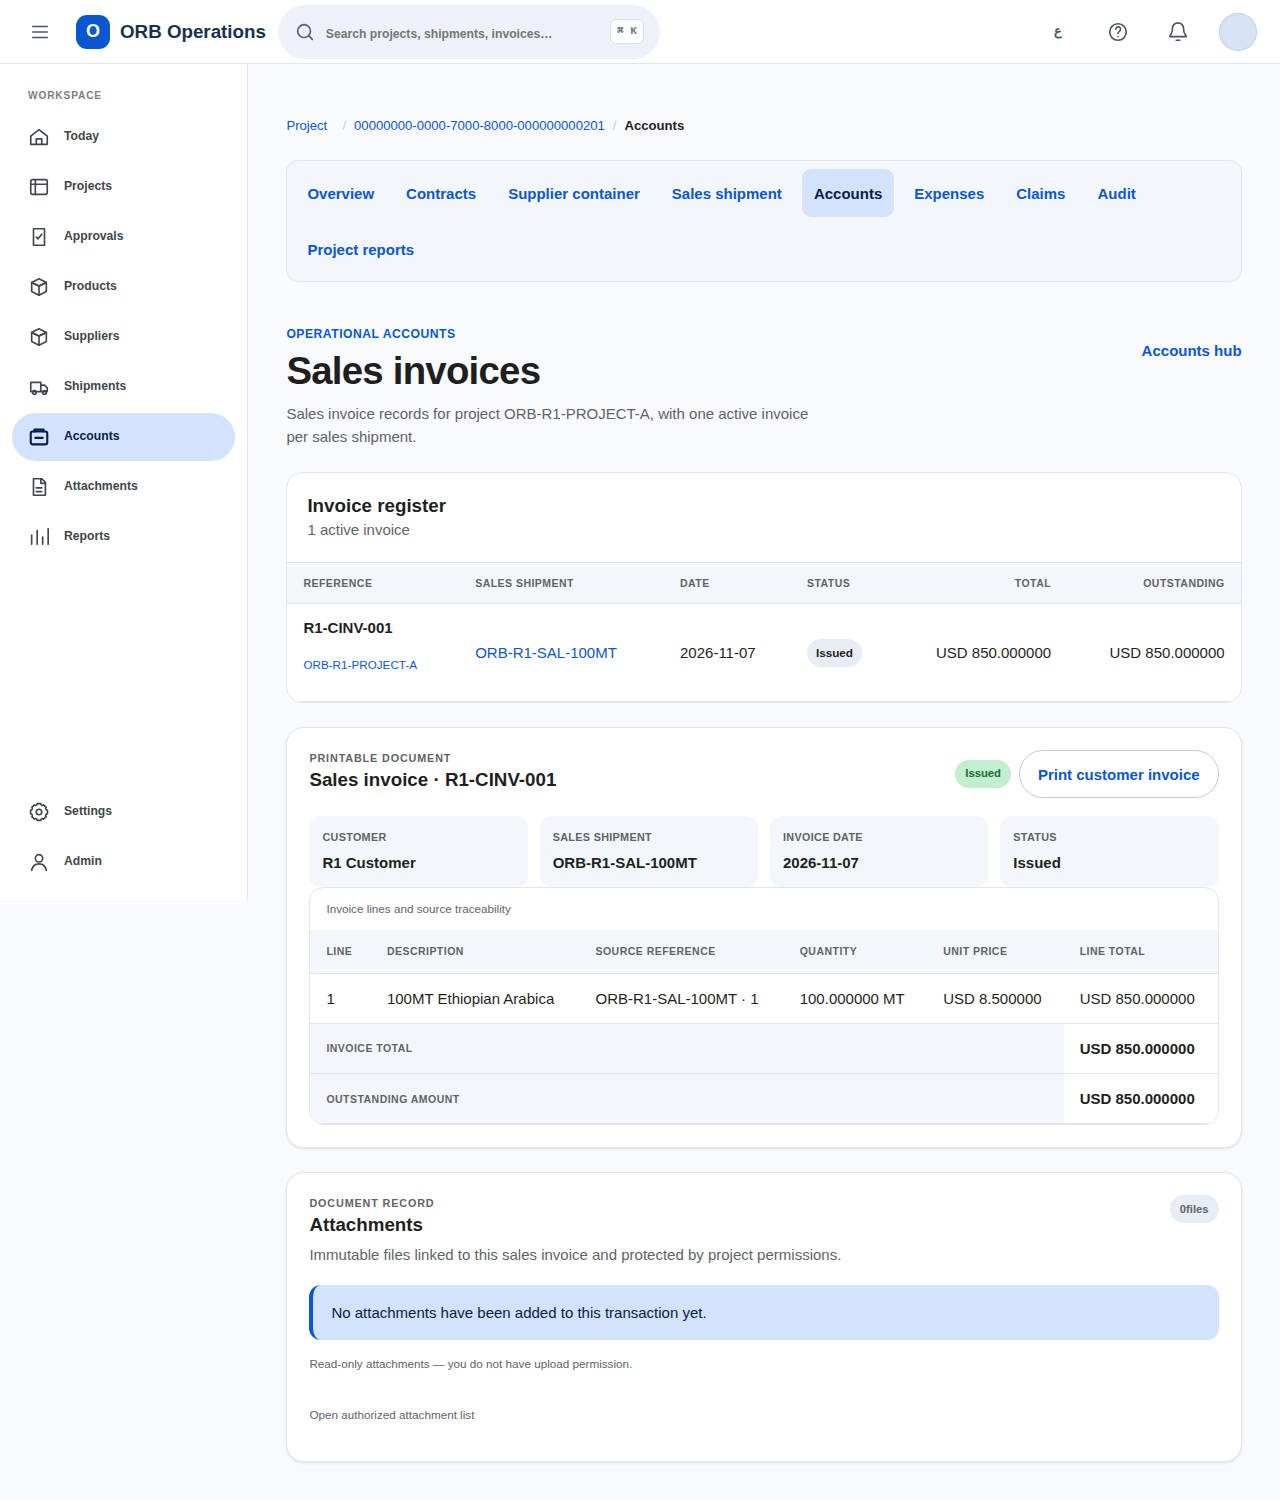 O ORB Operations
Search projects, shipments, invoices…
⌘ K
ع
WORKSPACE
Today
Projects
Approvals
Products
Suppliers
Shipments
Accounts
Attachments
Reports
Settings
Admin
Project / 00000000-0000-7000-8000-000000000201 / Accounts
Overview Contracts Supplier container Sales shipment Accounts Expenses Claims Audit
Project reports
OPERATIONAL ACCOUNTS
Sales invoices
Accounts hub
Sales invoice records for project ORB-R1-PROJECT-A, with one active invoice
per sales shipment.
Invoice register
1 active invoice
REFERENCE SALES SHIPMENT DATE STATUS TOTAL OUTSTANDING
R1-CINV-001
ORB-R1-PROJECT-A
ORB-R1-SAL-100MT 2026-11-07 Issued USD 850.000000 USD 850.000000
PRINTABLE DOCUMENT
Sales invoice · R1-CINV-001
Issued
Print customer invoice
CUSTOMER
R1 Customer
SALES SHIPMENT
ORB-R1-SAL-100MT
INVOICE DATE
2026-11-07
STATUS
Issued
Invoice lines and source traceability
LINE DESCRIPTION SOURCE REFERENCE QUANTITY UNIT PRICE LINE TOTAL
1 100MT Ethiopian Arabica ORB-R1-SAL-100MT · 1 100.000000 MT USD 8.500000 USD 850.000000
INVOICE TOTAL USD 850.000000
OUTSTANDING AMOUNT USD 850.000000
DOCUMENT RECORD
Attachments
0files
Immutable files linked to this sales invoice and protected by project permissions.
No attachments have been added to this transaction yet.
Read-only attachments — you do not have upload permission.
Open authorized attachment list